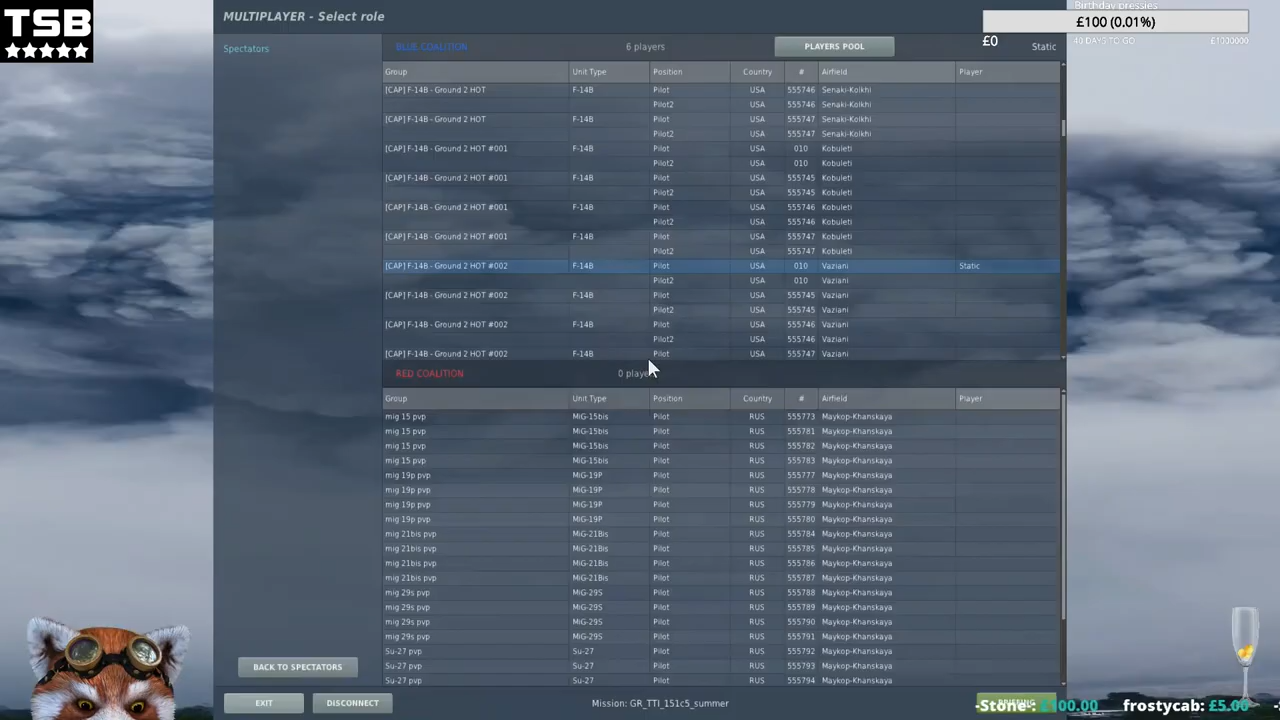 TSB
MULTIPLAYER - Select role
Birthday pressies
£100 (0.01%)
£0
40 DAYS TO GO £1000000
Spectators
BLUE COALITION 6 players PLAYERS POOL Static
Group Unit Type Position Country # Airfield Player
[CAP] F-14B - Ground 2 HOT F-14B Pilot USA 555746 Senaki-Kolkhi
Pilot2 USA 555746 Senaki-Kolkhi
[CAP] F-14B - Ground 2 HOT F-14B Pilot USA 555747 Senaki-Kolkhi
Pilot2 USA 555747 Senaki-Kolkhi
[CAP] F-14B - Ground 2 HOT #001 F-14B Pilot USA 010 Kobuleti
Pilot2 USA 010 Kobuleti
[CAP] F-14B - Ground 2 HOT #001 F-14B Pilot USA 555745 Kobuleti
Pilot2 USA 555745 Kobuleti
[CAP] F-14B - Ground 2 HOT #001 F-14B Pilot USA 555746 Kobuleti
Pilot2 USA 555746 Kobuleti
[CAP] F-14B - Ground 2 HOT #001 F-14B Pilot USA 555747 Kobuleti
Pilot2 USA 555747 Kobuleti
[CAP] F-14B - Ground 2 HOT #002 F-14B Pilot USA 010 Vaziani Static
Pilot2 USA 010 Vaziani
[CAP] F-14B - Ground 2 HOT #002 F-14B Pilot USA 555745 Vaziani
Pilot2 USA 555745 Vaziani
[CAP] F-14B - Ground 2 HOT #002 F-14B Pilot USA 555746 Vaziani
Pilot2 USA 555746 Vaziani
[CAP] F-14B - Ground 2 HOT #002 F-14B Pilot USA 555747 Vaziani
RED COALITION 0 players
Group Unit Type Position Country # Airfield Player
mig 15 pvp MiG-15bis Pilot RUS 555773 Maykop-Khanskaya
mig 15 pvp MiG-15bis Pilot RUS 555781 Maykop-Khanskaya
mig 15 pvp MiG-15bis Pilot RUS 555782 Maykop-Khanskaya
mig 15 pvp MiG-15bis Pilot RUS 555783 Maykop-Khanskaya
mig 19p pvp MiG-19P Pilot RUS 555777 Maykop-Khanskaya
mig 19p pvp MiG-19P Pilot RUS 555778 Maykop-Khanskaya
mig 19p pvp MiG-19P Pilot RUS 555779 Maykop-Khanskaya
mig 19p pvp MiG-19P Pilot RUS 555780 Maykop-Khanskaya
mig 21bis pvp MiG-21Bis Pilot RUS 555784 Maykop-Khanskaya
mig 21bis pvp MiG-21Bis Pilot RUS 555785 Maykop-Khanskaya
mig 21bis pvp MiG-21Bis Pilot RUS 555786 Maykop-Khanskaya
mig 21bis pvp MiG-21Bis Pilot RUS 555787 Maykop-Khanskaya
mig 29s pvp MiG-29S Pilot RUS 555788 Maykop-Khanskaya
mig 29s pvp MiG-29S Pilot RUS 555789 Maykop-Khanskaya
mig 29s pvp MiG-29S Pilot RUS 555790 Maykop-Khanskaya
mig 29s pvp MiG-29S Pilot RUS 555791 Maykop-Khanskaya
Su-27 pvp Su-27 Pilot RUS 555792 Maykop-Khanskaya
Su-27 pvp Su-27 Pilot RUS 555793 Maykop-Khanskaya
Su-27 pvp Su-27 Pilot RUS 555794 Maykop-Khanskaya
BACK TO SPECTATORS
EXIT DISCONNECT Mission: GR_TTI_151c5_summer
-Stone-: £100.00 frostycab: £5.00